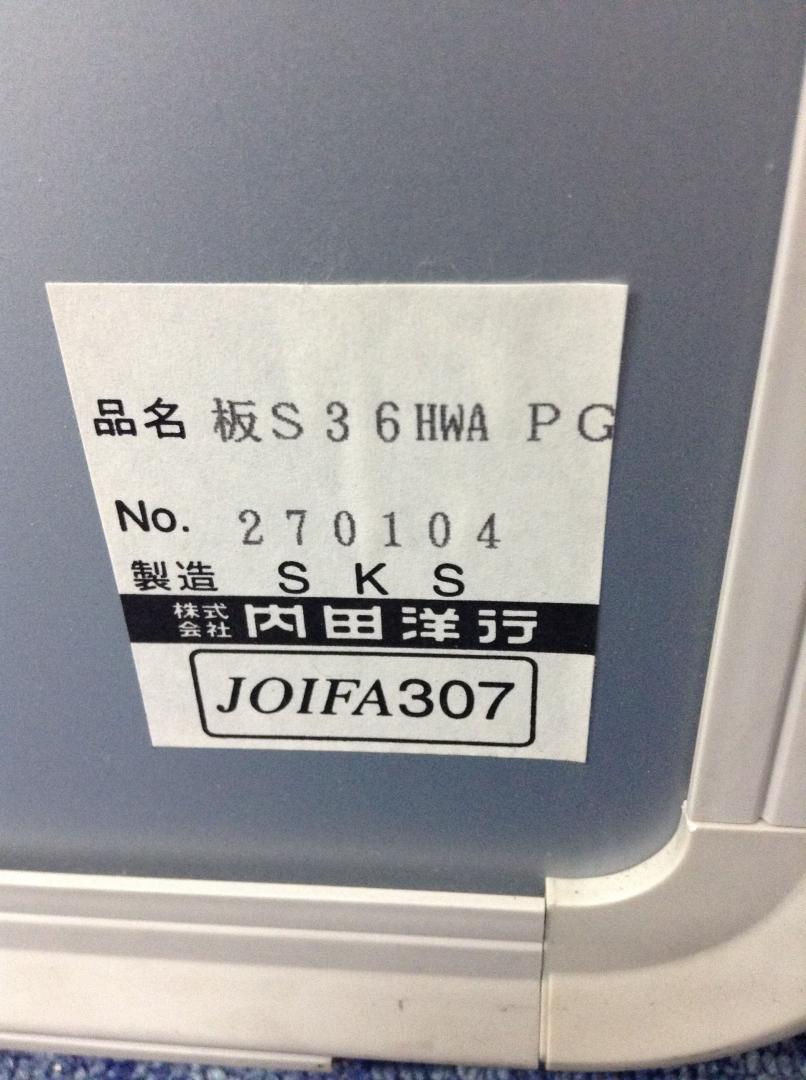 品名 板S36HWA PG
No. 270104
製造 SKS
株式会社 内田洋行
JOIFA307